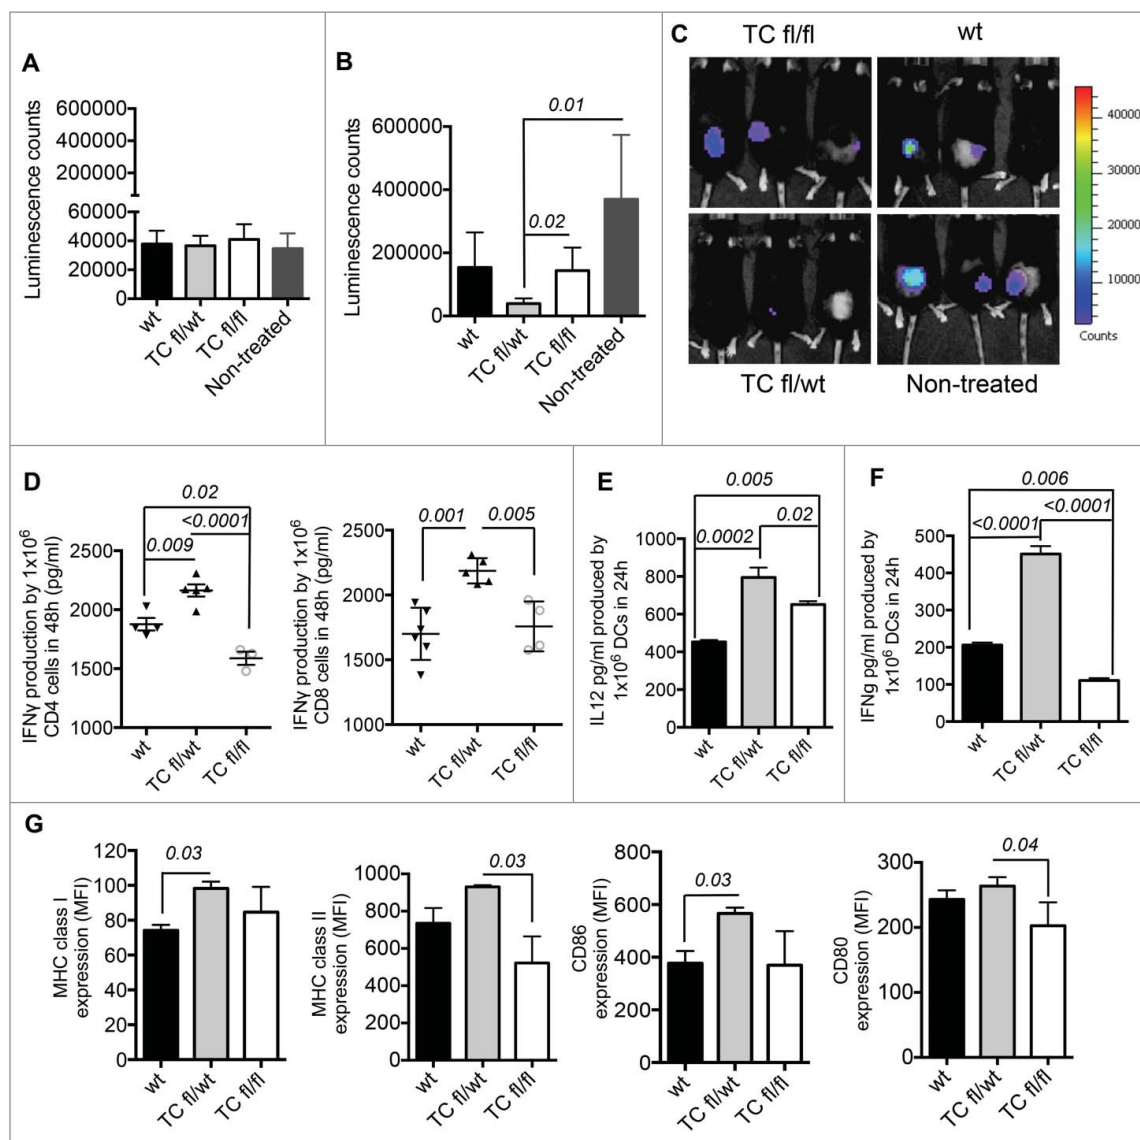 A
Luminescence counts
600000
400000
200000
60000
40000
20000
0
wt
TC fl/wt
TC fl/fl
Non-treated
B
Luminescence counts
600000
400000
200000
0
0.01
0.02
wt
TC fl/wt
TC fl/fl
Non-treated
C
TC fl/fl
wt
TC fl/wt
Non-treated
40000
30000
20000
10000
Counts
D
IFNγ production by 1x10⁶
CD4 cells in 48h (pg/ml)
2500
2000
1500
1000
0.02
<0.0001
0.009
wt
TC fl/wt
TC fl/fl
IFNγ production by 1x10⁶
CD8 cells in 48h (pg/ml)
2500
2000
1500
1000
0.001
0.005
wt
TC fl/wt
TC fl/fl
E
IL12 pg/ml produced by
1x10⁶ DCs in 24h
1000
800
600
400
200
0
0.005
0.02
0.0002
wt
TC fl/wt
TC fl/fl
F
IFNg pg/ml produced by
1x10⁶ DCs in 24h
500
400
300
200
100
0
0.006
<0.0001
<0.0001
wt
TC fl/wt
TC fl/fl
G
MHC class I
expression (MFI)
120
100
80
60
40
20
0
0.03
wt
TC fl/wt
TC fl/fl
MHC class II
expression (MFI)
1000
800
600
400
200
0
0.03
wt
TC fl/wt
TC fl/fl
CD86
expression (MFI)
800
600
400
200
0
0.03
wt
TC fl/wt
TC fl/fl
CD80
expression (MFI)
300
200
100
0
0.04
wt
TC fl/wt
TC fl/fl